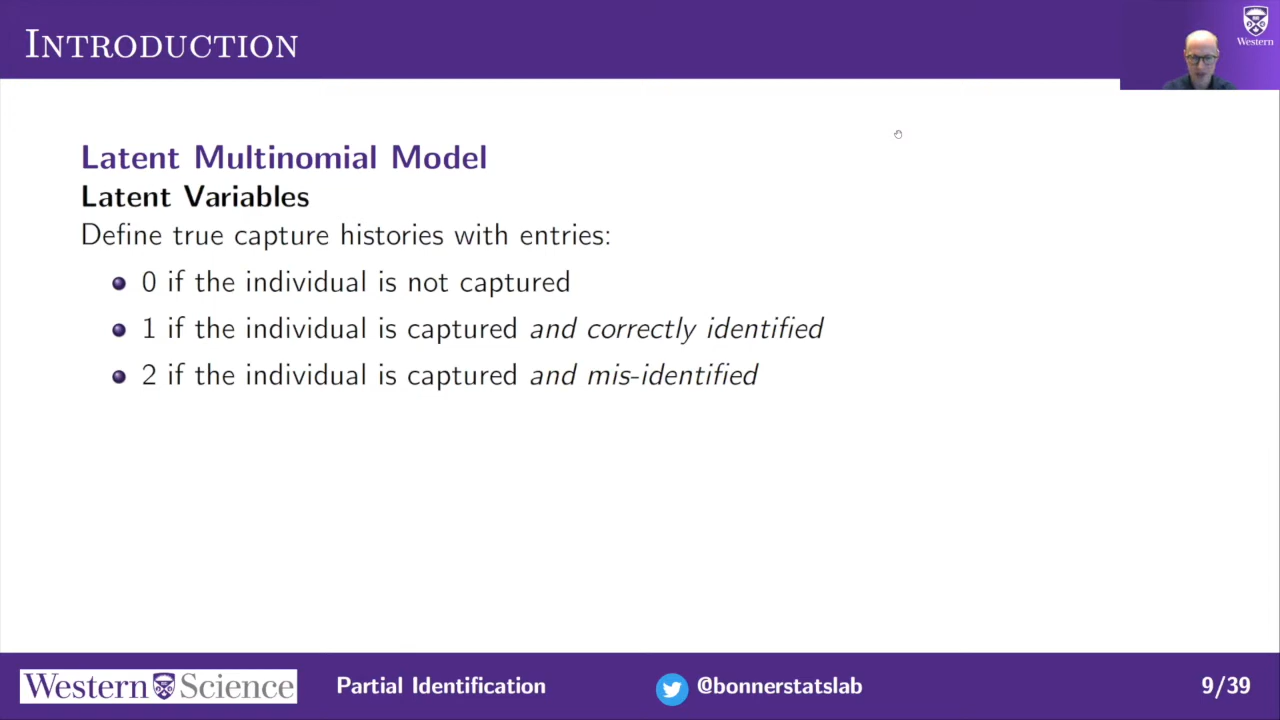 INTRODUCTION
Western
Latent Multinomial Model
Latent Variables
Define true capture histories with entries:
0 if the individual is not captured
1 if the individual is captured and correctly identified
2 if the individual is captured and mis-identified
Western Science
Partial Identification
@bonnerstatslab
9/39